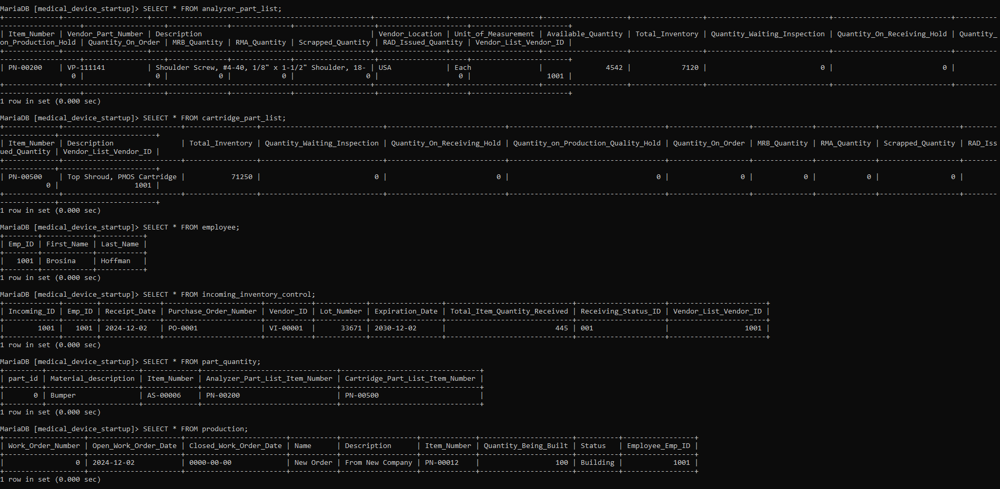 MariaDB [medical_device_startup]> SELECT * FROM analyzer_part_list;
| Item_Number | Vendor_Part_Number | Description | Vendor_Location | Unit_of_Measurement | Available_Quantity | Total_Inventory | Quantity_Waiting_Inspection | Quantity_On_Receiving_Hold | Quantity_
on_Production_Hold | Quantity_On_Order | MRB_Quantity | RMA_Quantity | Scrapped_Quantity | RAD_Issued_Quantity | Vendor_List_Vendor_ID |
| PN-00200 | VP-111141 | Shoulder Screw, #4-40, 1/8" x 1-1/2" Shoulder, 18- | USA | Each | 4542 | 7120 | 0 | 0 |
0 | 0 | 0 | 0 | 0 | 0 | 1001 |
1 row in set (0.000 sec)
MariaDB [medical_device_startup]> SELECT * FROM cartridge_part_list;
| Item_Number | Description | Total_Inventory | Quantity_Waiting_Inspection | Quantity_On_Receiving_Hold | Quantity_on_Production_Quality_Hold | Quantity_On_Order | MRB_Quantity | RMA_Quantity | Scrapped_Quantity | RAD_Iss
ued_Quantity | Vendor_List_Vendor_ID |
| PN-00500 | Top Shroud, PMOS Cartridge | 71250 | 0 | 0 | 0 | 0 | 0 | 0 | 0 |
0 | 1001 |
1 row in set (0.000 sec)
MariaDB [medical_device_startup]> SELECT * FROM employee;
| Emp_ID | First_Name | Last_Name |
| 1001 | Brosina | Hoffman |
1 row in set (0.000 sec)
MariaDB [medical_device_startup]> SELECT * FROM incoming_inventory_control;
| Incoming_ID | Emp_ID | Receipt_Date | Purchase_Order_Number | Vendor_ID | Lot_Number | Expiration_Date | Total_Item_Quantity_Received | Receiving_Status_ID | Vendor_List_Vendor_ID |
| 1001 | 1001 | 2024-12-02 | PO-0001 | VI-00001 | 33671 | 2030-12-02 | 445 | 001 | 1001 |
1 row in set (0.000 sec)
MariaDB [medical_device_startup]> SELECT * FROM part_quantity;
| part_id | Material_description | Item_Number | Analyzer_Part_List_Item_Number | Cartridge_Part_List_Item_Number |
| 0 | Bumper | AS-00006 | PN-00200 | PN-00500 |
1 row in set (0.000 sec)
MariaDB [medical_device_startup]> SELECT * FROM production;
| Work_Order_Number | Open_Work_Order_Date | Closed_Work_Order_Date | Name | Description | Item_Number | Quantity_Being_Built | Status | Employee_Emp_ID |
| 0 | 2024-12-02 | 0000-00-00 | New Order | From New Company | PN-00012 | 100 | Building | 1001 |
1 row in set (0.000 sec)